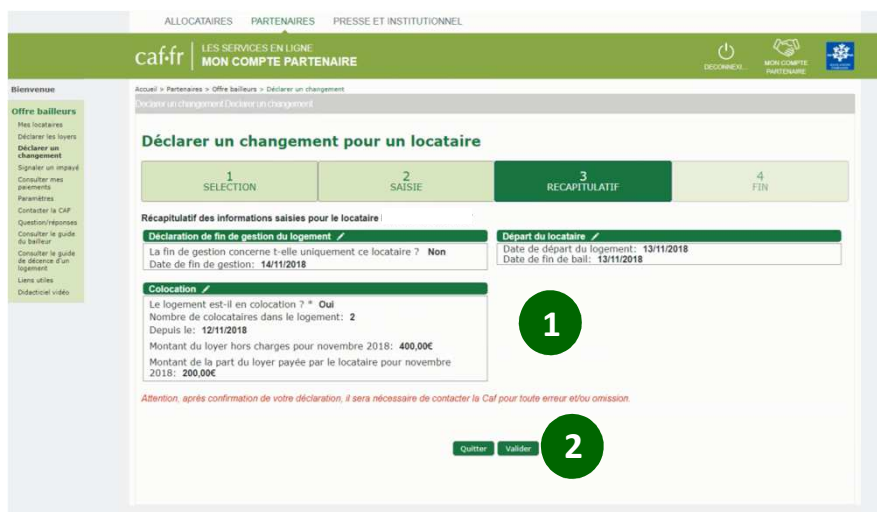 ALLOCATAIRES PARTENAIRES PRESSE ET INSTITUTIONNEL
caf·fr
LES SERVICES EN LIGNE
MON COMPTE PARTENAIRE
DECONNEXI...
MON COMPTE
PARTENAIRE
Bienvenue
Offre bailleurs
Mes locataires
Déclarer les loyers
Déclarer un
changement
Signaler un impayé
Consulter mes
paiements
Paramètres
Contacter la CAF
Question/réponses
Consulter le guide
du bailleur
Consulter le guide
de décence d'un
logement
Liens utiles
Didacticiel vidéo
Accueil > Partenaires > Offre bailleurs > Déclarer un changement
Declarer un changement Declarer un changement
Déclarer un changement pour un locataire
1
SELECTION
2
SAISIE
3
RECAPITULATIF
4
FIN
Récapitulatif des informations saisies pour le locataire
Déclaration de fin de gestion du logement
La fin de gestion concerne t-elle uniquement ce locataire ? Non
Date de fin de gestion: 14/11/2018
Départ du locataire
Date de départ du logement: 13/11/2018
Date de fin de bail: 13/11/2018
Colocation
Le logement est-il en colocation ? * Oui
Nombre de colocataires dans le logement: 2
Depuis le: 12/11/2018
Montant du loyer hors charges pour novembre 2018: 400,00€
Montant de la part du loyer payée par le locataire pour novembre
2018: 200,00€
1
Attention, après confirmation de votre déclaration, il sera nécessaire de contacter la Caf pour toute erreur et/ou omission.
Quitter Valider
2